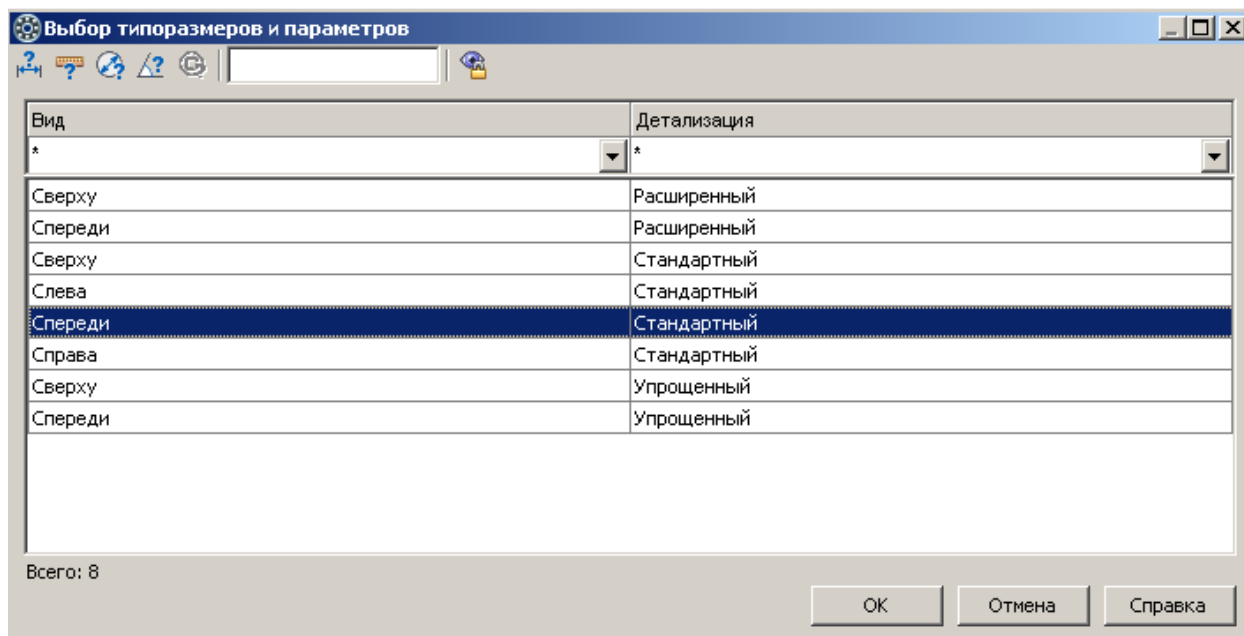 Выбор типоразмеров и параметров
Вид Детализация
* *
Сверху Расширенный
Спереди Расширенный
Сверху Стандартный
Слева Стандартный
Спереди Стандартный
Справа Стандартный
Сверху Упрощенный
Спереди Упрощенный
Всего: 8
OK Отмена Справка